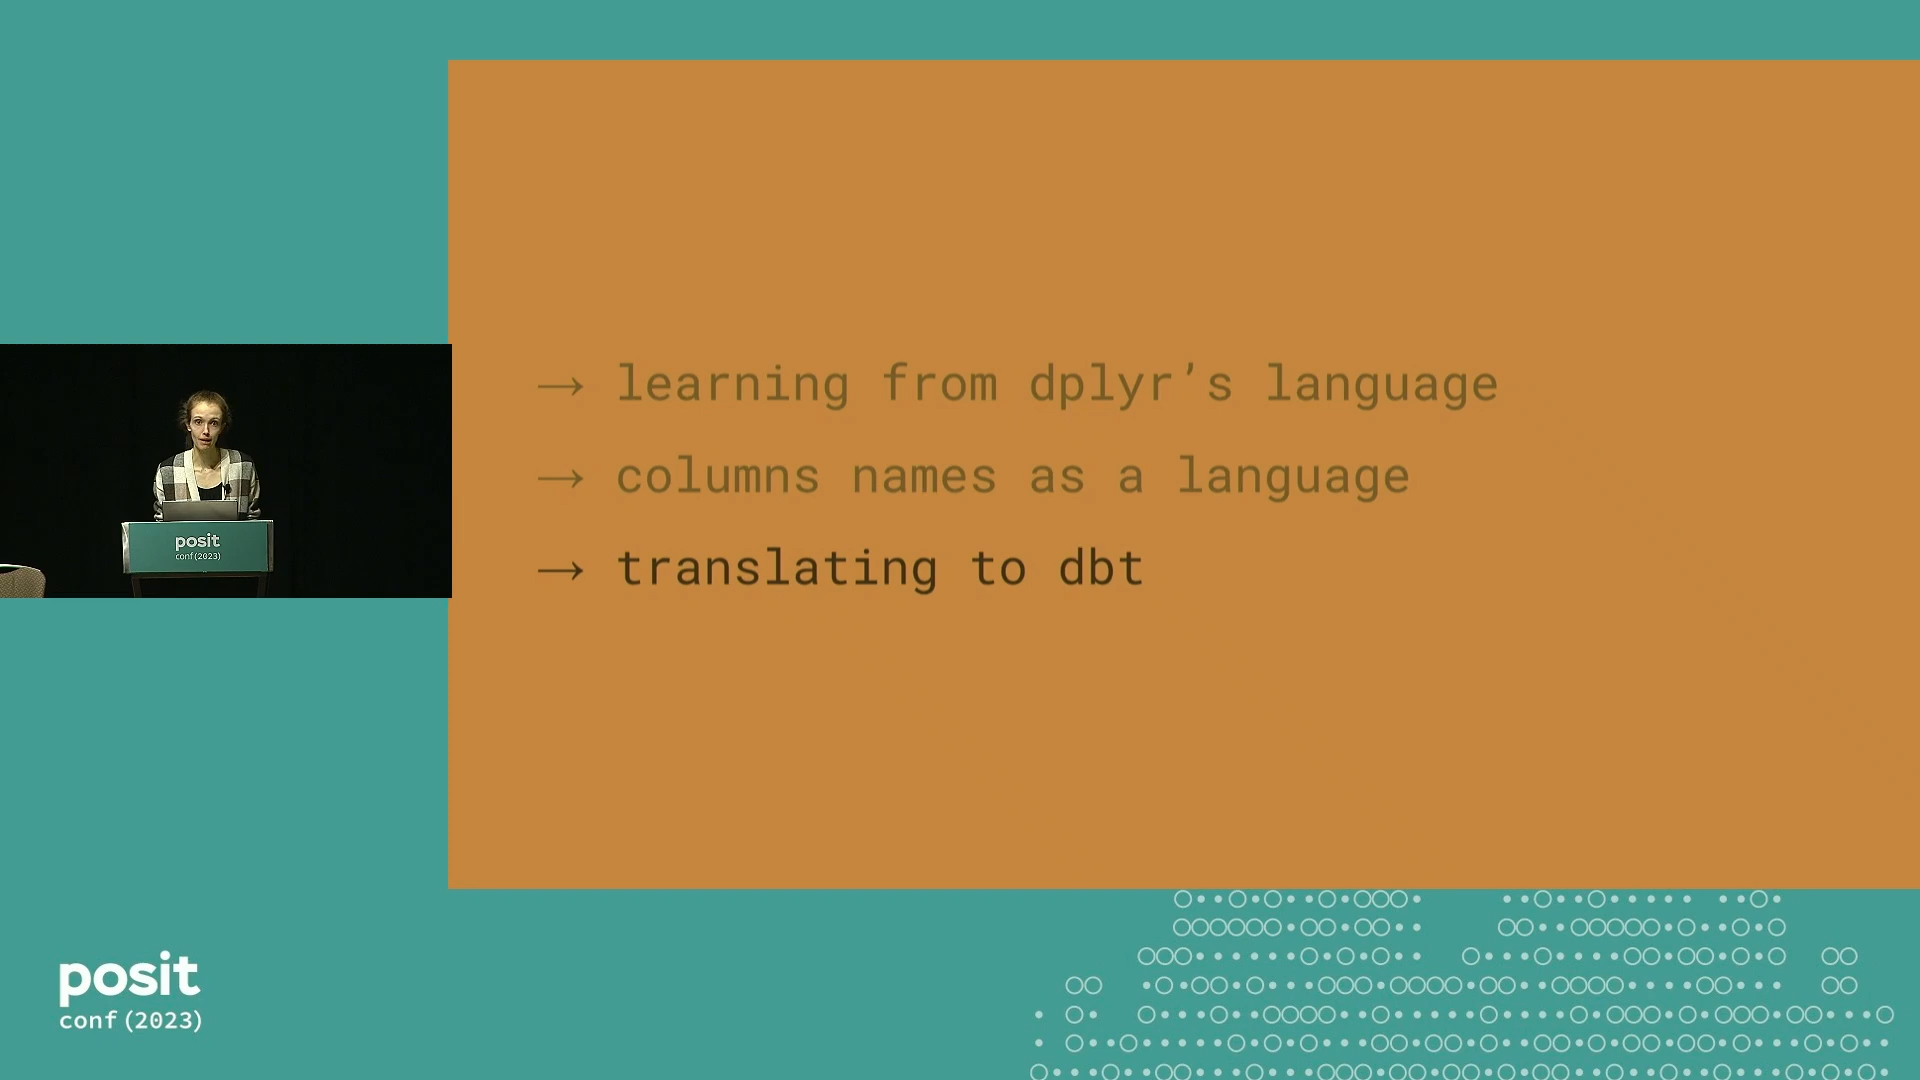 → learning from dplyr’s language
→ columns names as a language
→ translating to dbt
posit
conf(2023)
posit
conf(2023)